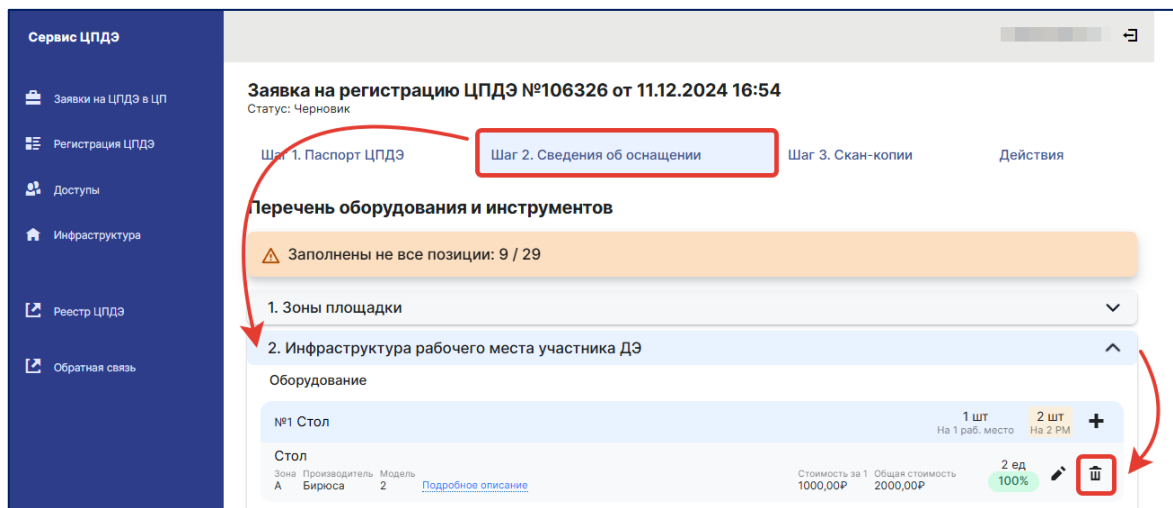 Сервис ЦПДЭ
Заявки на ЦПДЭ в ЦП
Регистрация ЦПДЭ
Доступы
Инфраструктура
Реестр ЦПДЭ
Обратная связь
Заявка на регистрацию ЦПДЭ №106326 от 11.12.2024 16:54
Статус: Черновик
Шаг 1. Паспорт ЦПДЭ Шаг 2. Сведения об оснащении Шаг 3. Скан-копии Действия
Перечень оборудования и инструментов
Заполнены не все позиции: 9 / 29
1. Зоны площадки
2. Инфраструктура рабочего места участника ДЭ
Оборудование
№1 Стол 1 шт 2 шт
На 1 раб. место На 2 РМ
Стол
Зона Производитель Модель Стоимость за 1 Общая стоимость 2 ед
А Бирюса 2 Подробное описание 1000,00₽ 2000,00₽ 100%